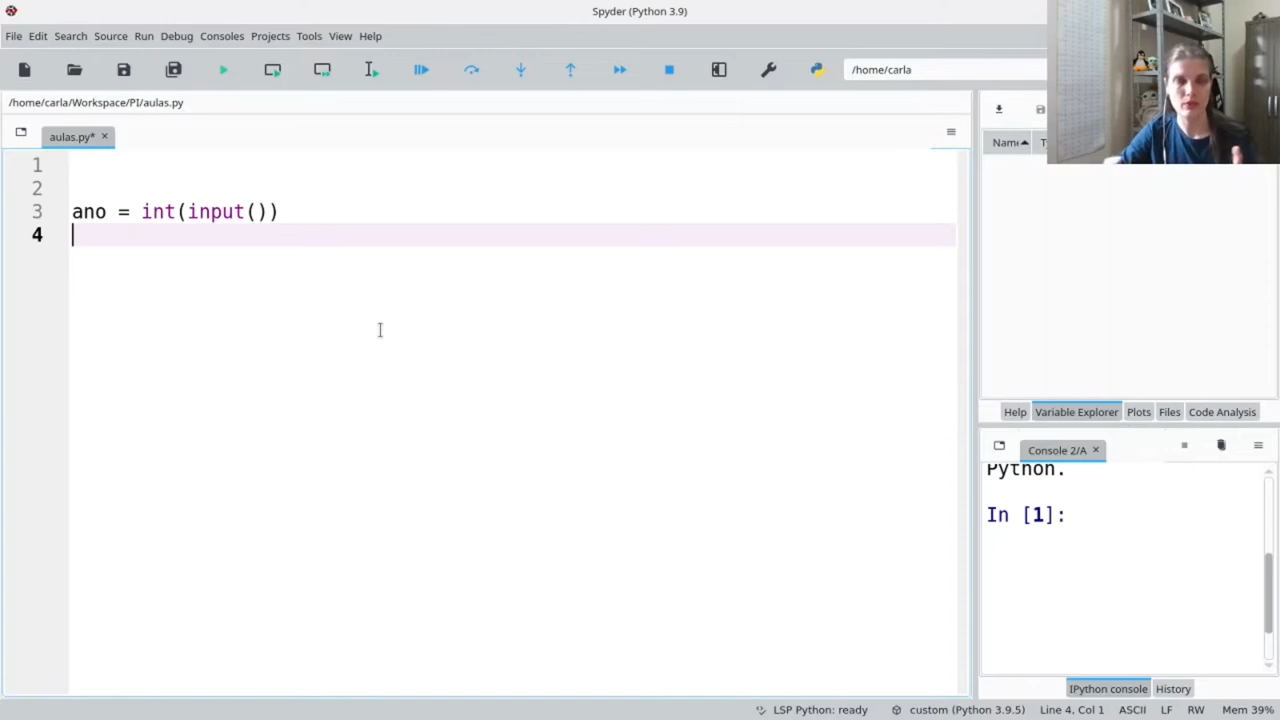 Spyder (Python 3.9)
File Edit Search Source Run Debug Consoles Projects Tools View Help
/home/carla
/home/carla/Workspace/PI/aulas.py
aulas.py*
1
2
3 ano = int(input())
4
Name
Help Variable Explorer Plots Files Code Analysis
Console 2/A
Python.
In [1]:
IPython console History
LSP Python: ready custom (Python 3.9.5) Line 4, Col 1 ASCII LF RW Mem 39%